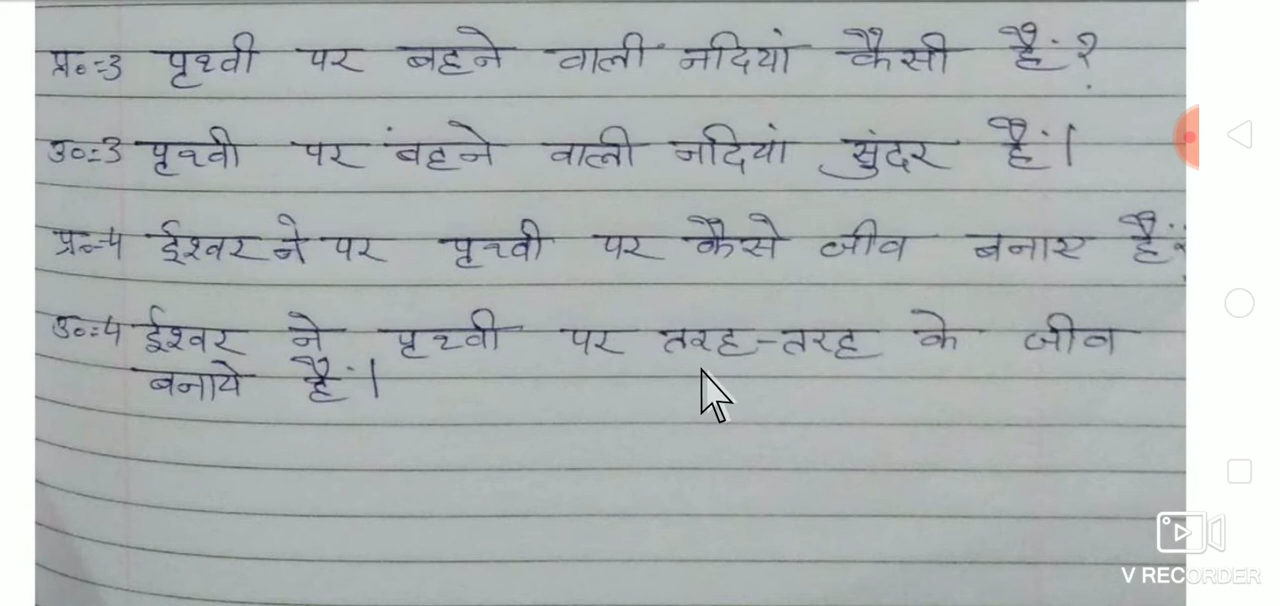 प्र०=3 पृथ्वी पर बहने वाली नदियां कैसी हैं?
उ०=3 पृथ्वी पर बंहने वाली नदियां सुंदर हैं।
प्र०=4 ईश्वर ने पर पृथ्वी पर कैसे जीव बनाए हैं?
उ०=4 ईश्वर ने पृथ्वी पर तरह-तरह के जीव
बनाये हैं।
V RECORDER